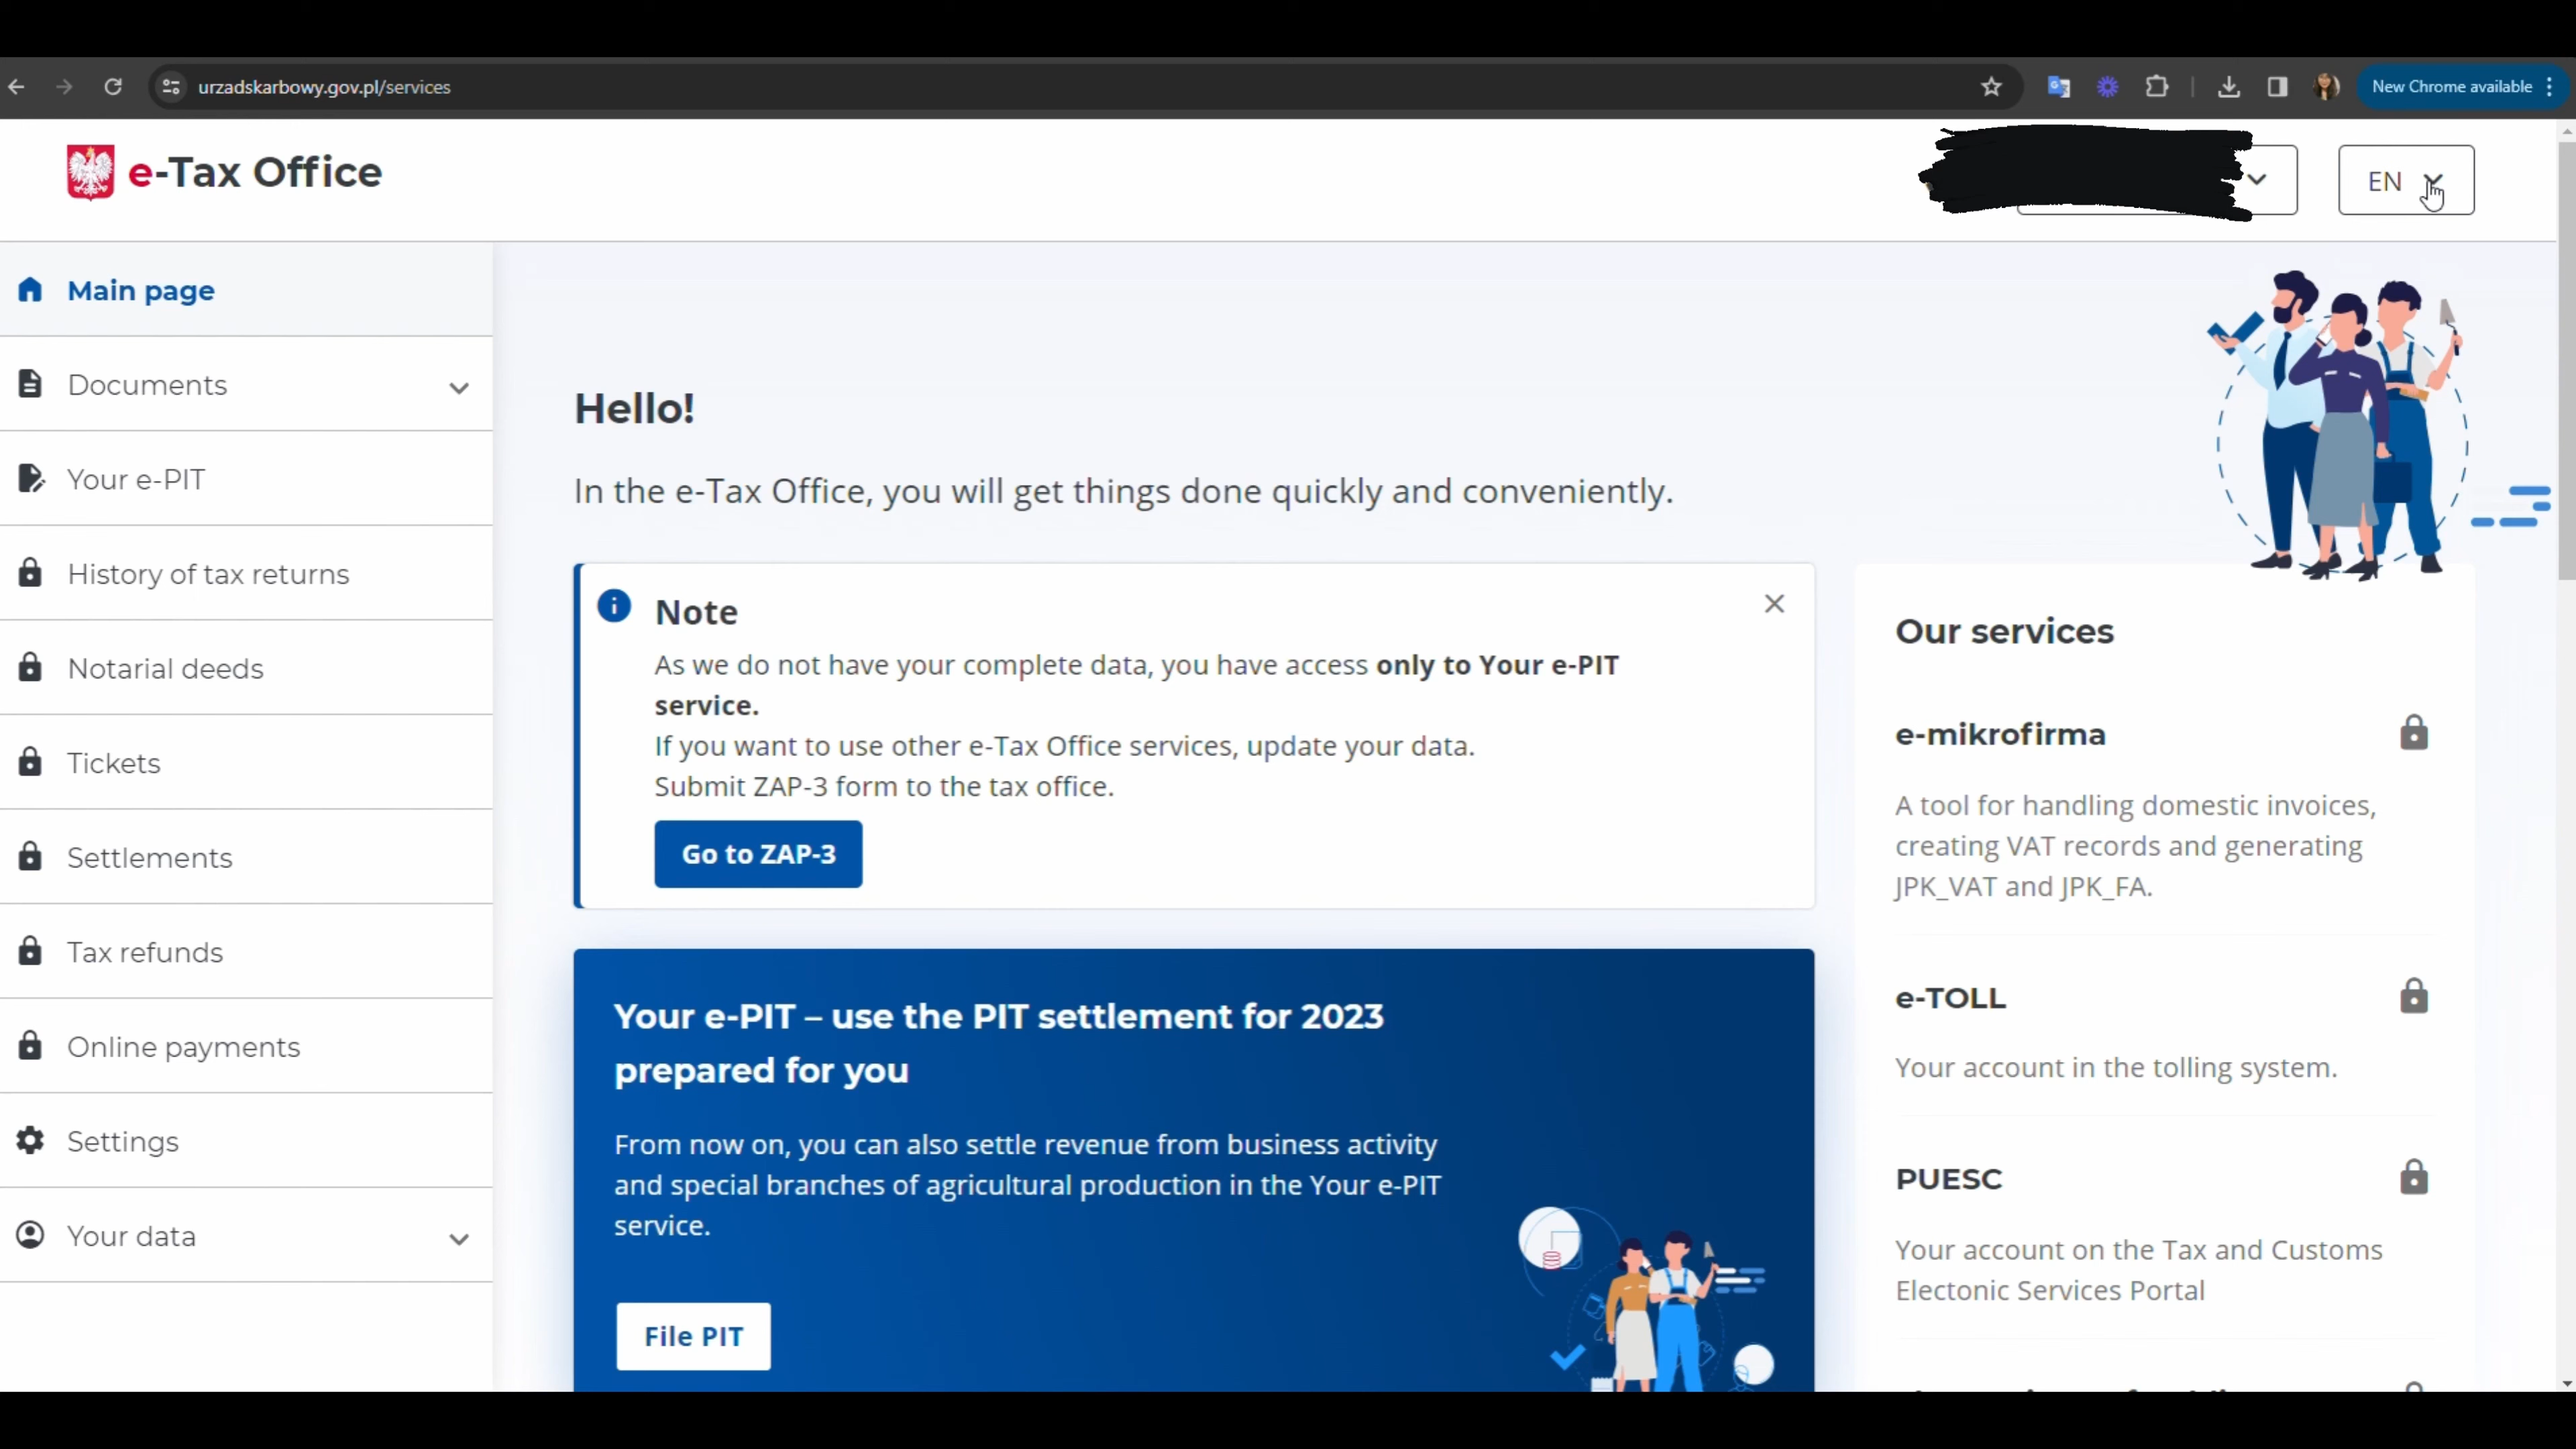 urzadskarbowy.gov.pl/services
New Chrome available
e-Tax Office
EN
Main page
Documents
Your e-PIT
History of tax returns
Notarial deeds
Tickets
Settlements
Tax refunds
Online payments
Settings
Your data
Hello!
In the e-Tax Office, you will get things done quickly and conveniently.
Note
As we do not have your complete data, you have access only to Your e-PIT
service.
If you want to use other e-Tax Office services, update your data.
Submit ZAP-3 form to the tax office.
Go to ZAP-3
Your e-PIT – use the PIT settlement for 2023
prepared for you
From now on, you can also settle revenue from business activity
and special branches of agricultural production in the Your e-PIT
service.
File PIT
Our services
e-mikrofirma
A tool for handling domestic invoices,
creating VAT records and generating
JPK_VAT and JPK_FA.
e-TOLL
Your account in the tolling system.
PUESC
Your account on the Tax and Customs
Electonic Services Portal